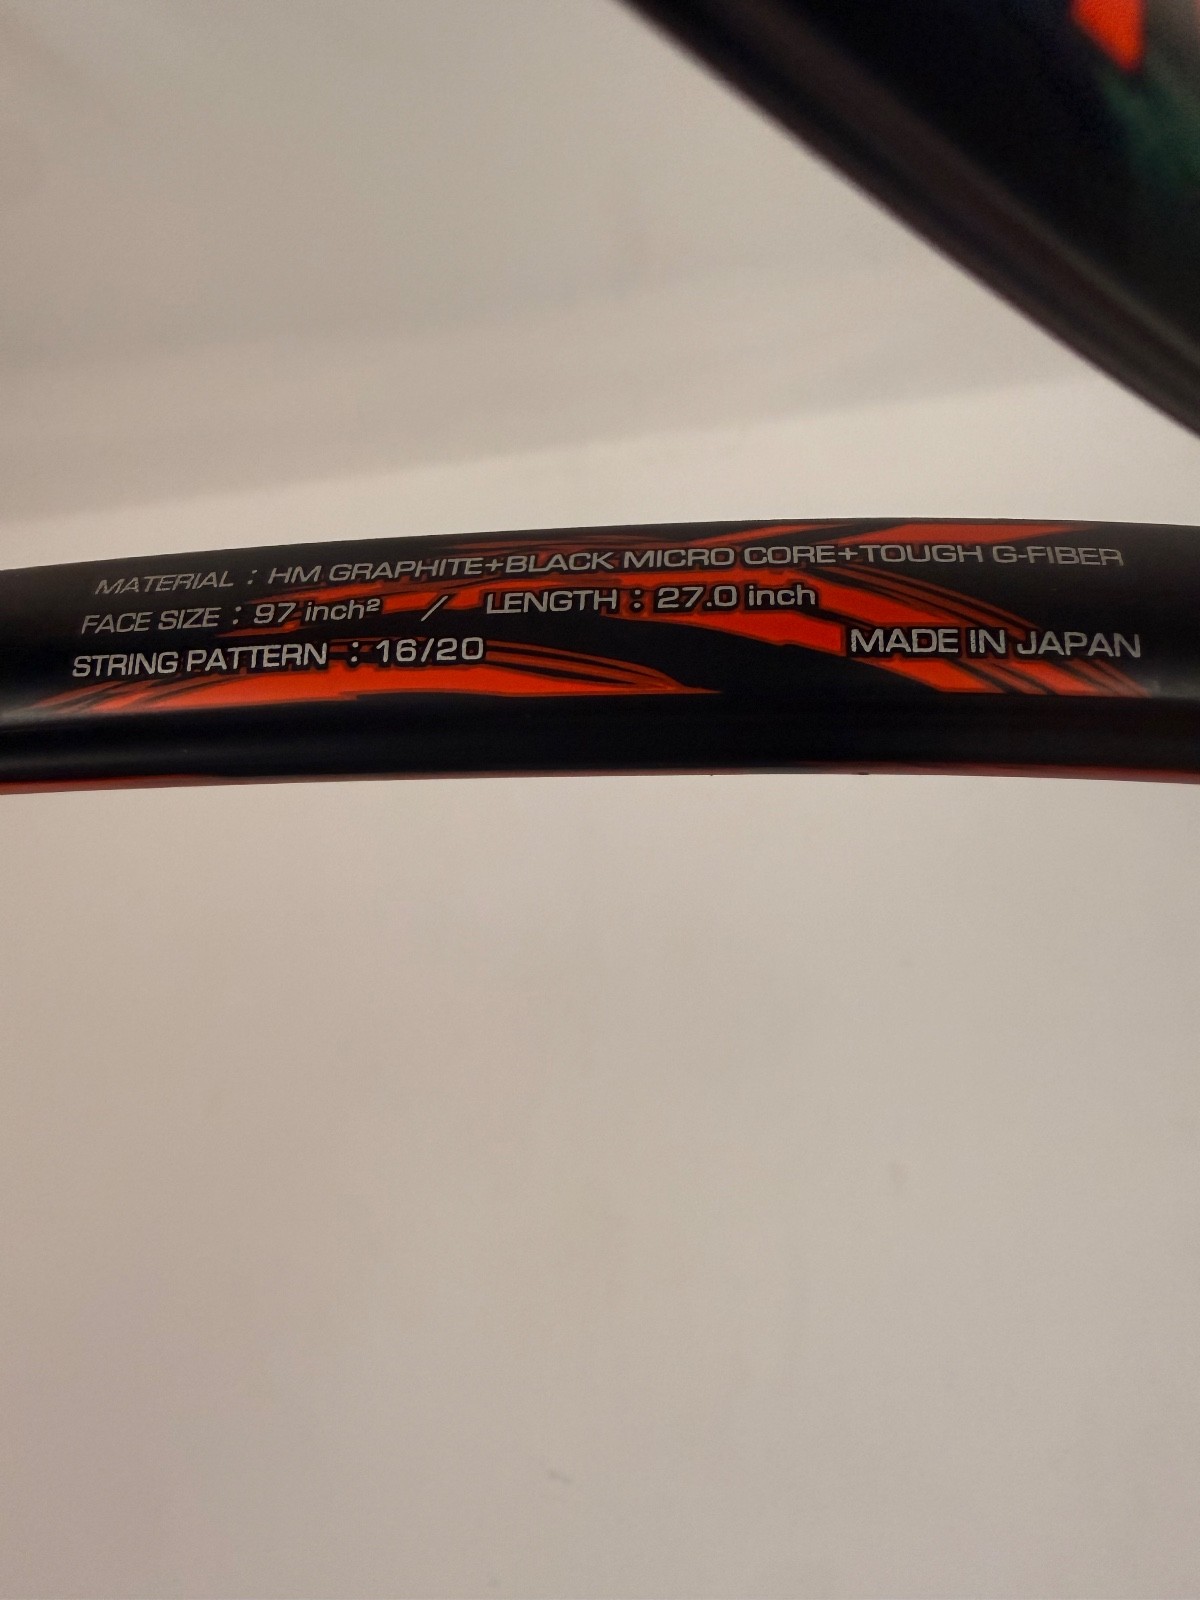 MATERIAL : HM GRAPHITE+BLACK MICRO CORE+TOUGH G-FIBER
FACE SIZE : 97 inch² / LENGTH : 27.0 inch
STRING PATTERN : 16/20 MADE IN JAPAN